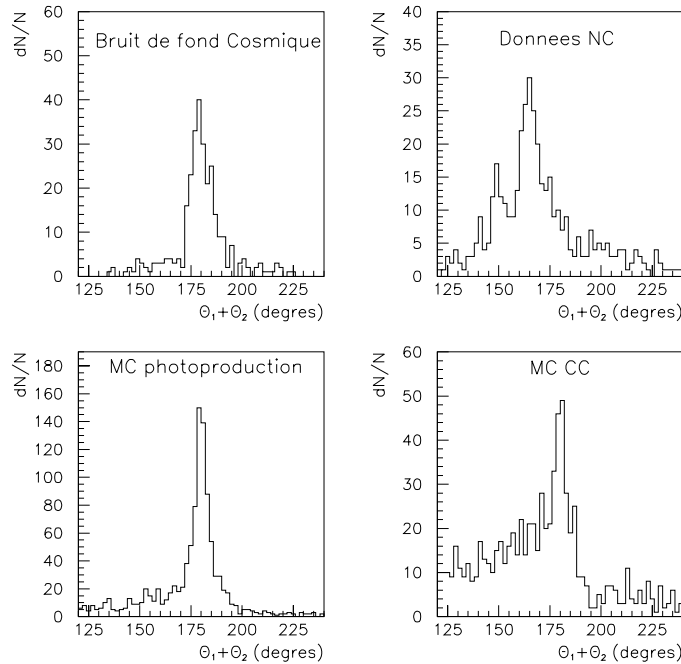 dN/N
60
50
40
30
20
10
0
Bruit de fond Cosmique
125 150 175 200 225
Θ₁+Θ₂ (degres)
dN/N
40
35
30
25
20
15
10
5
0
Donnees NC
125 150 175 200 225
Θ₁+Θ₂ (degres)
dN/N
180
160
140
120
100
80
60
40
20
0
MC photoproduction
125 150 175 200 225
Θ₁+Θ₂ (degres)
dN/N
60
50
40
30
20
10
0
MC CC
125 150 175 200 225
Θ₁+Θ₂ (degres)